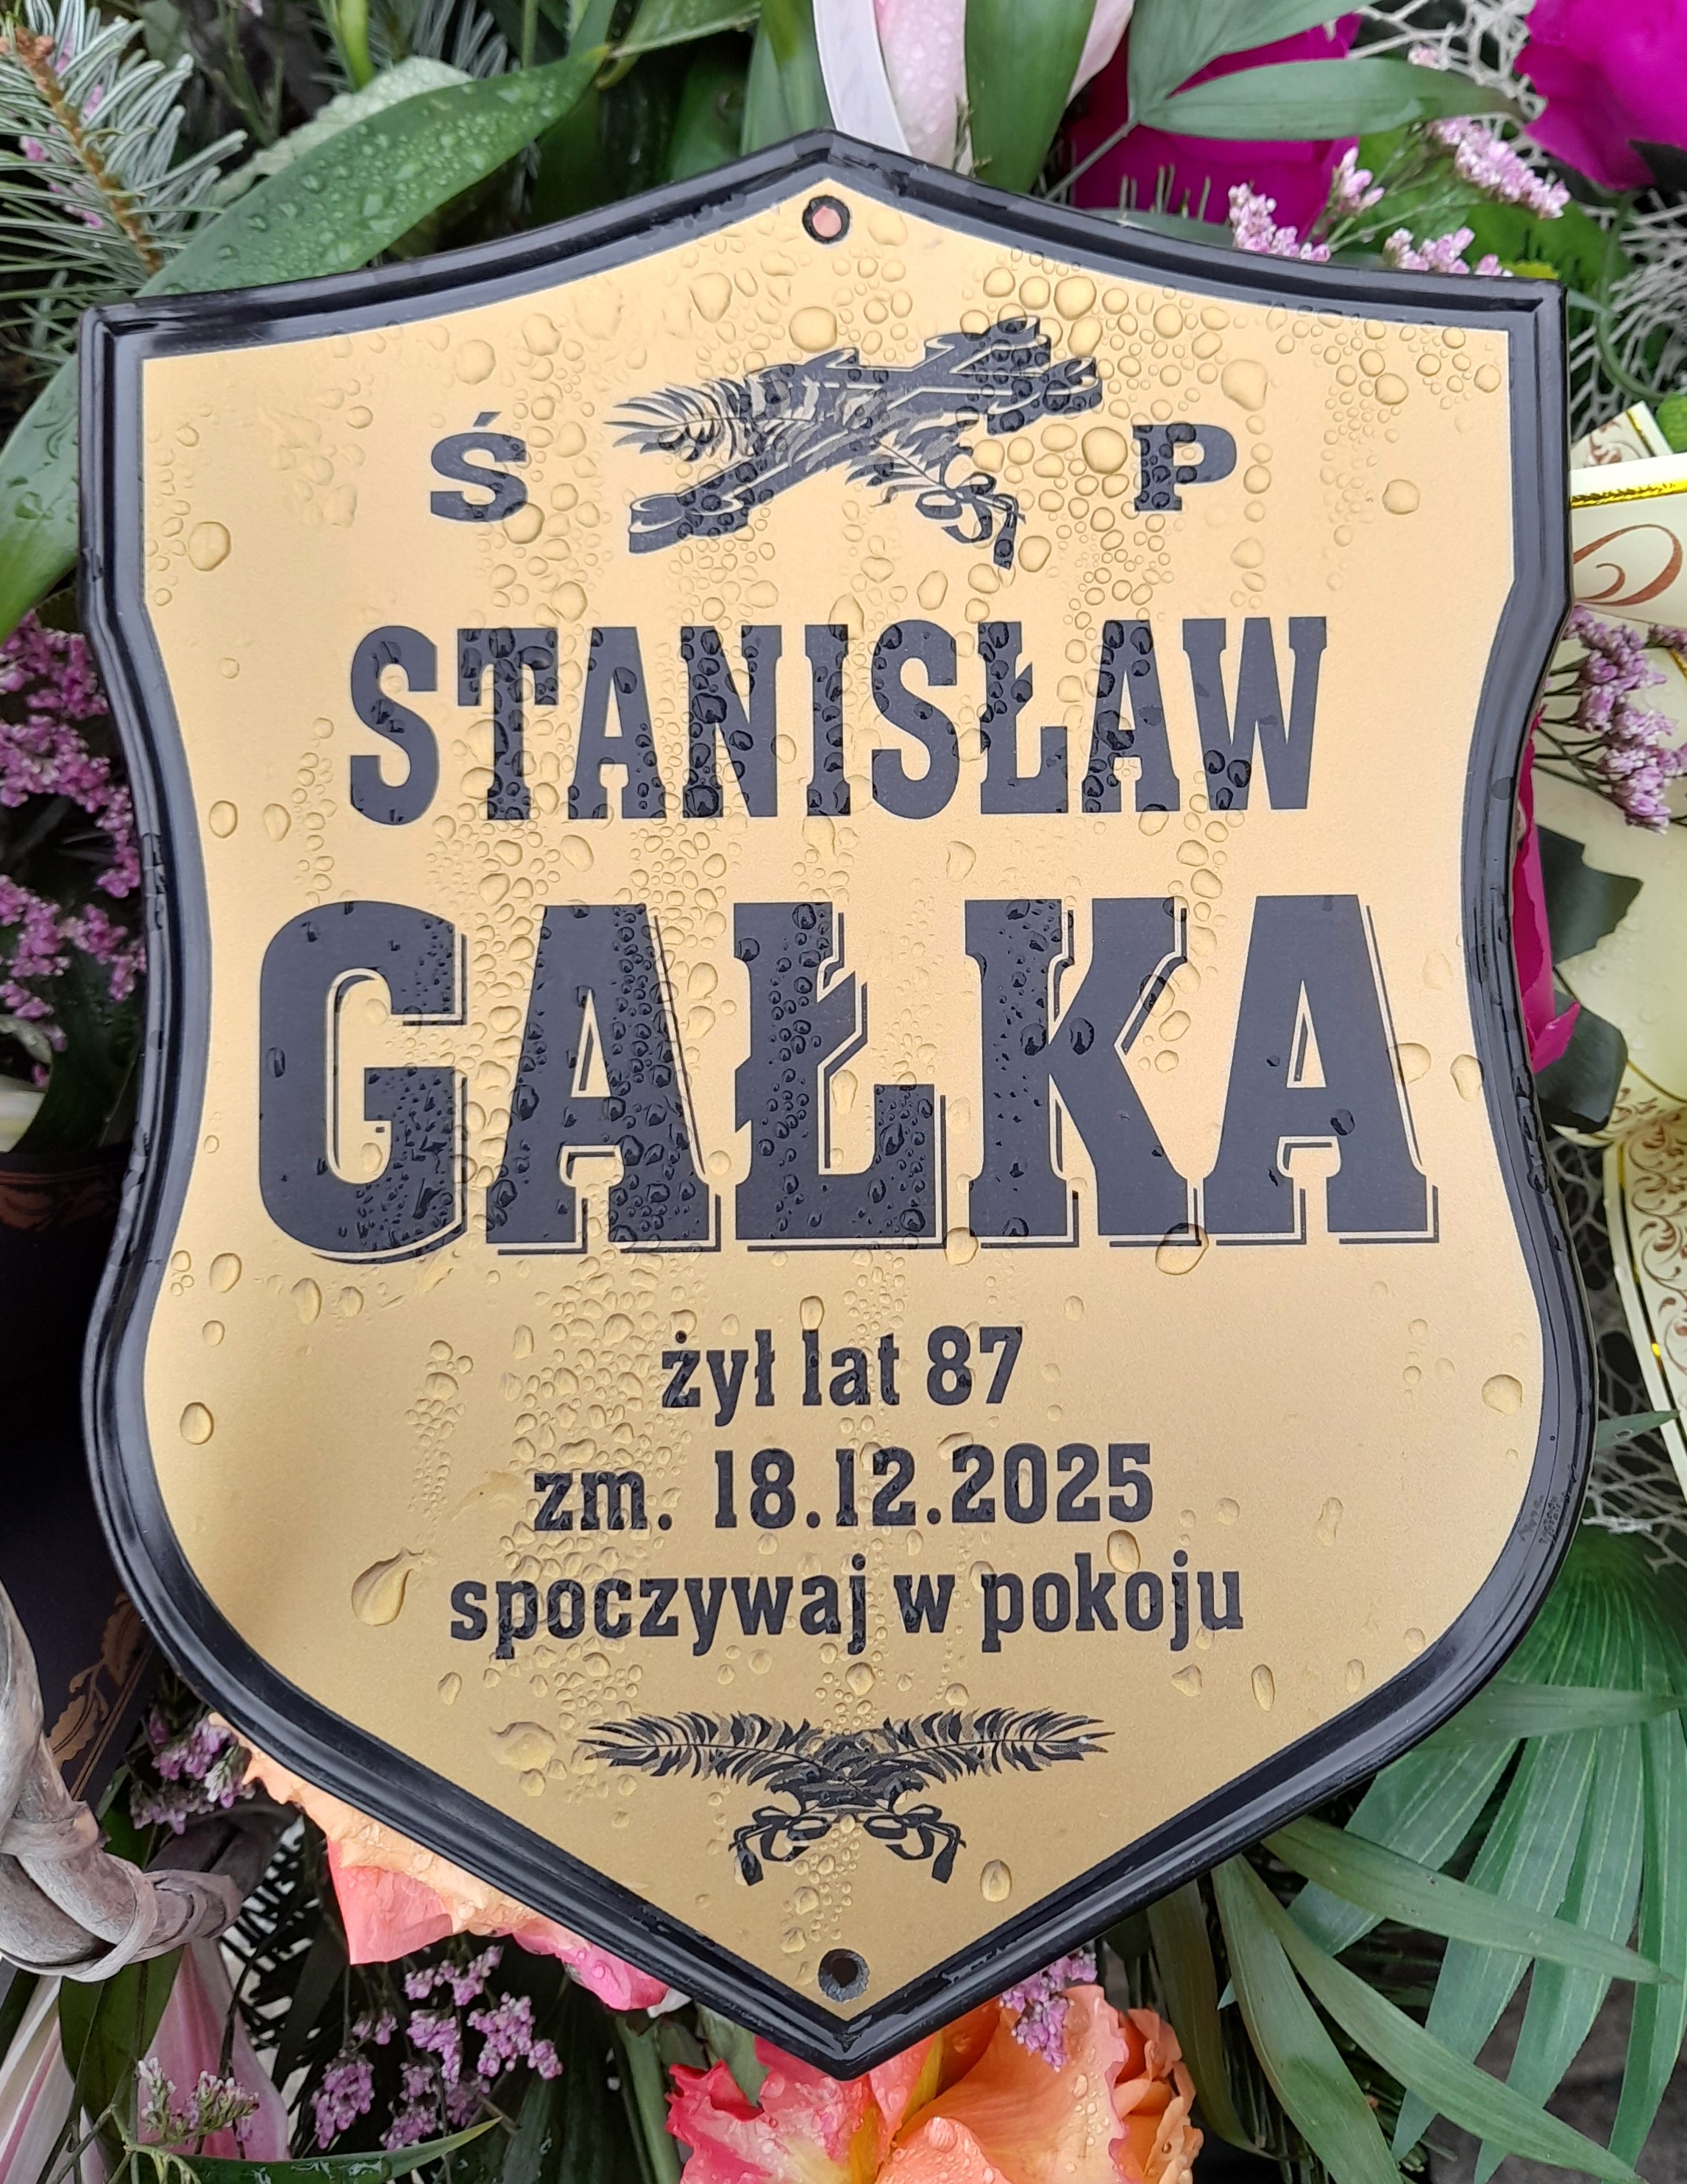 Ś P
STANISŁAW
GAŁKA
żył lat 87
zm. 18.12.2025
spoczywaj w pokoju